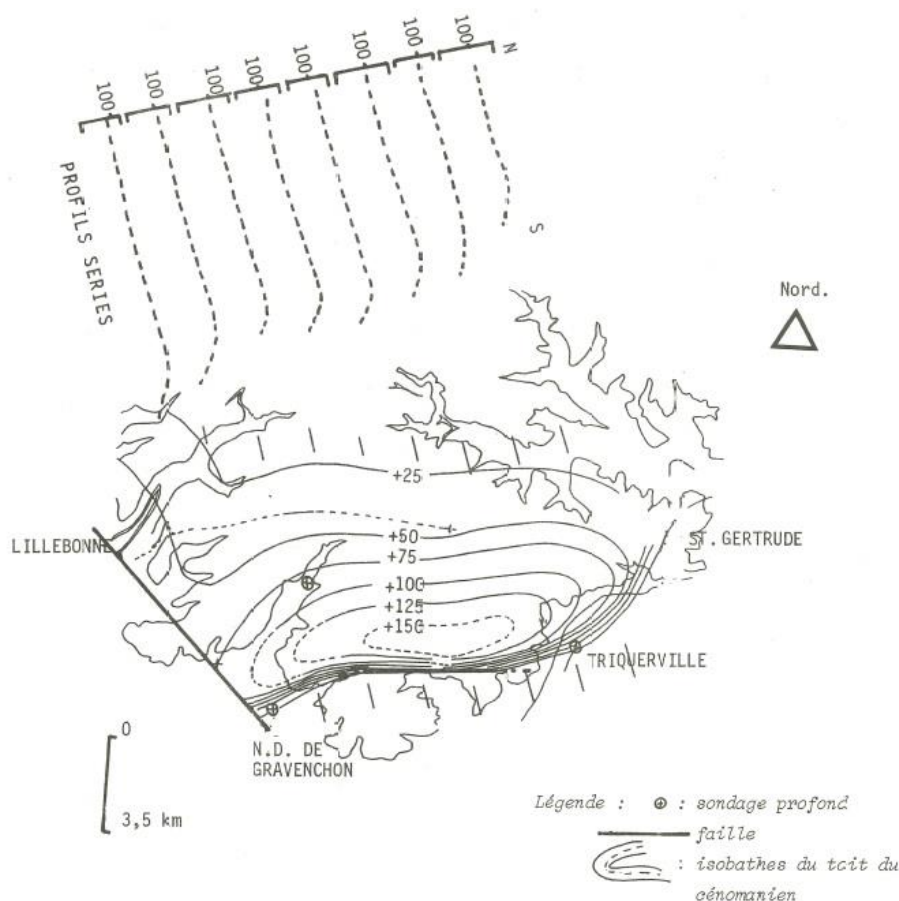 100 100 100 100 100 100 100 100
N
PROFILS SERIES
S
Nord.
+25
LILLEBONNE
+50
ST. GERTRUDE
+75
+100
+125
+150
TRIQUERVILLE
0
N.D. DE
GRAVENCHON
3,5 km
Légende : : sondage profond
faille
: isobathes du tait du
cénomanien